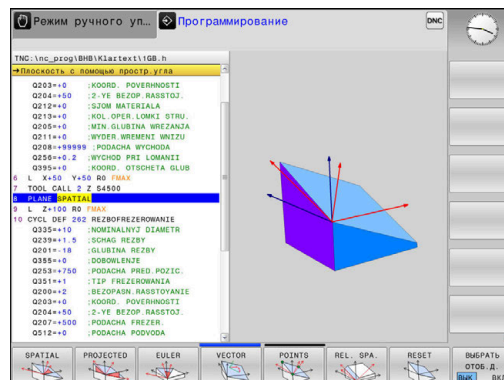 Режим ручного уп…
Программирование
DNC
TNC:\nc_prog\BHB\Klartext\1GB.h
→Плоскость с помощью простр.угла
Q203=+0 ;KOORD. POVERHNOSTI
Q204=+50 ;2-YE BEZOP.RASSTOJ.
Q212=+0 ;SJOM MATERIALA
Q213=+0 ;KOL.OPER.LOMKI STRU.
Q205=+0 ;MIN.GLUBINA WREZANJA
Q211=+0 ;WYDER.WREMENI WNIZU
Q208=+99999 ;PODACHA WYCHODA
Q256=+0.2 ;WYCHOD PRI LOMANII
Q395=+0 ;KOORD. OTSCHETA GLUB
6 L X+50 Y+50 R0 FMAX
7 TOOL CALL 2 Z S4500
8 PLANE SPATIAL
9 L Z+100 R0 FMAX
10 CYCL DEF 262 REZBOFREZEROWANIE
Q335=+10 ;NOMINALNYJ DIAMETR
Q239=+1.5 ;SCHAG REZBY
Q201=-18 ;GLUBINA REZBY
Q355=+0 ;DOBOWLENJE
Q253=+750 ;PODACHA PRED.POZIC.
Q351=+1 ;TIP FREZEROWANIA
Q200=+2 ;BEZOPASN.RASSTOYANIE
Q203=+0 ;KOORD. POVERHNOSTI
Q204=+50 ;2-YE BEZOP.RASSTOJ.
Q207=+500 ;PODACHA FREZER.
Q512=+0 ;PODACHA PODVODA
SPATIAL
PROJECTED
EULER
VECTOR
POINTS
REL. SPA.
RESET
ВЫБРАТЬ
ОТОБ.Д:
ВЫК ВКЛ